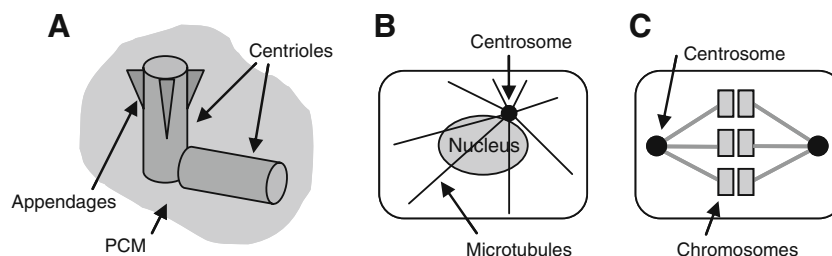 A
Centrioles
Appendages
PCM
B
Centrosome
Nucleus
Microtubules
C
Centrosome
Chromosomes